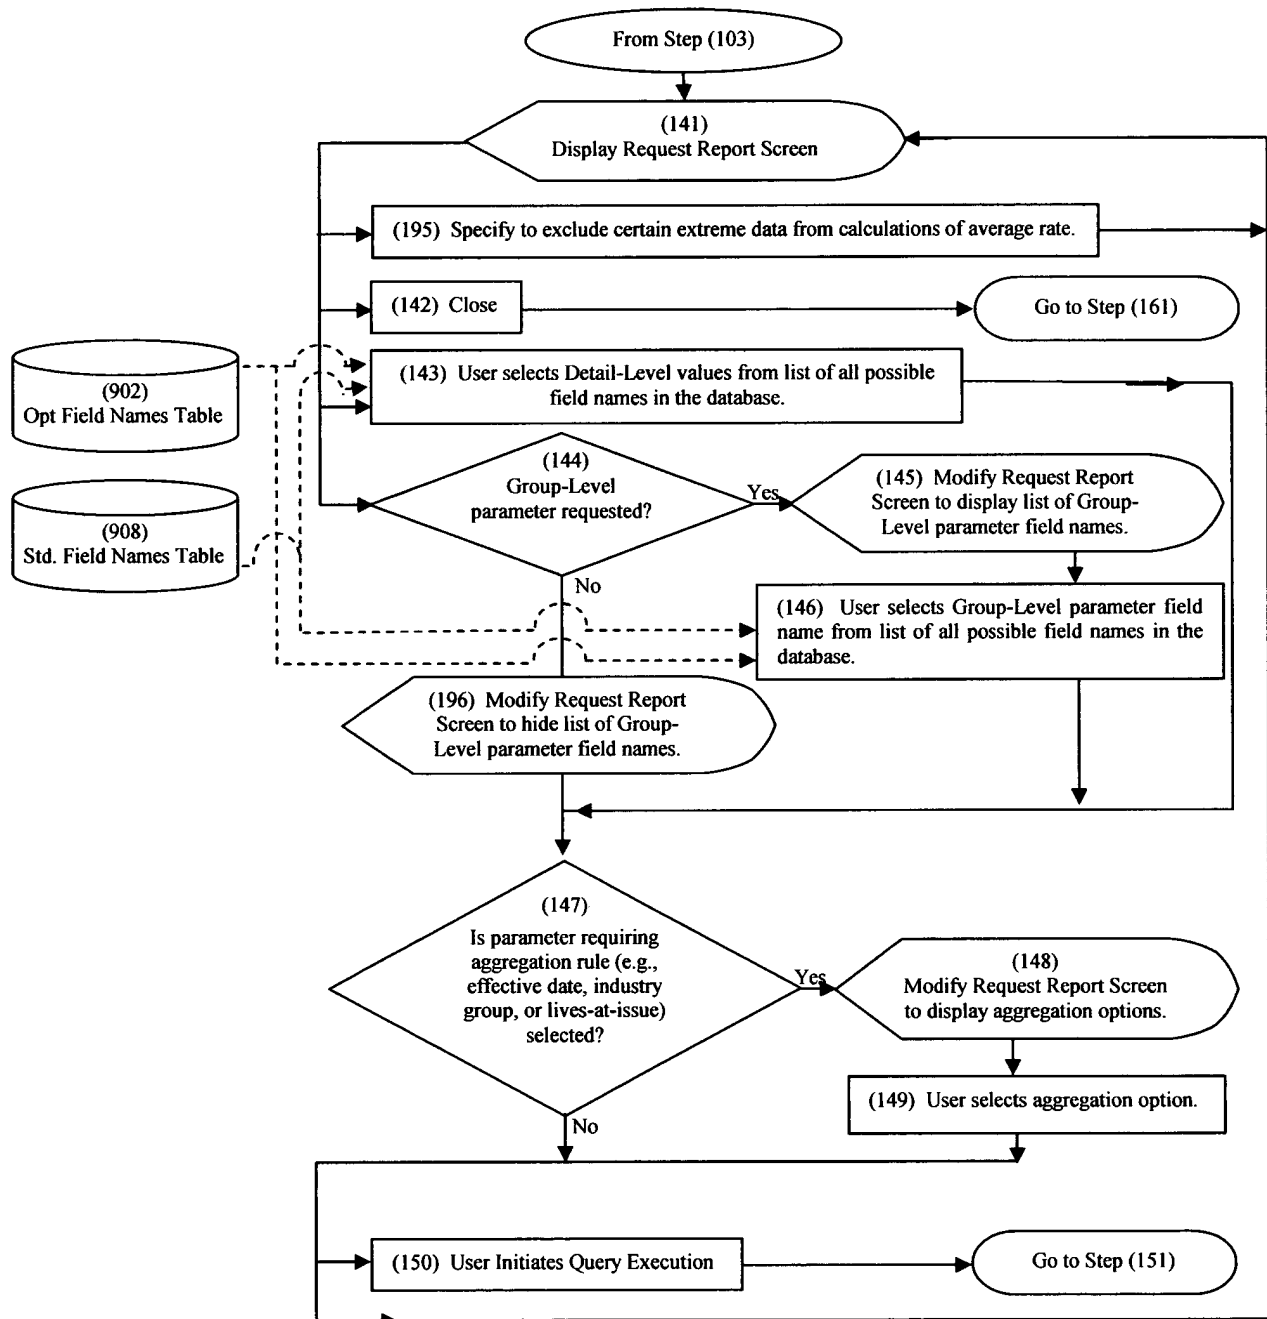 From Step (103)
(141)
Display Request Report Screen
(195) Specify to exclude certain extreme data from calculations of average rate.
(142) Close
Go to Step (161)
(902)
Opt Field Names Table
(143) User selects Detail-Level values from list of all possible
field names in the database.
(144)
Group-Level
parameter requested?
Yes
(145) Modify Request Report
Screen to display list of Group-
Level parameter field names.
(908)
Std. Field Names Table
No
(146) User selects Group-Level parameter field
name from list of all possible field names in the
database.
(196) Modify Request Report
Screen to hide list of Group-
Level parameter field names.
(147)
Is parameter requiring
aggregation rule (e.g.,
effective date, industry
group, or lives-at-issue)
selected?
Yes
(148)
Modify Request Report Screen
to display aggregation options.
(149) User selects aggregation option.
No
(150) User Initiates Query Execution
Go to Step (151)